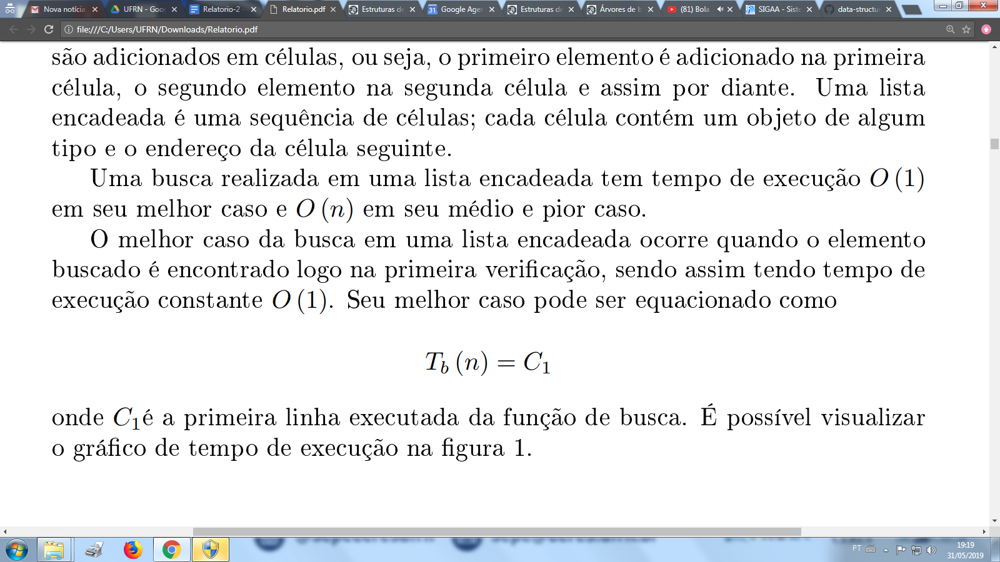 Nova notícia
UFRN - Goo
Relatorio-2 -
Relatorio.pdf
Estruturas de
Google Agen
Estruturas de
Árvores de b
(81) Bola
SIGAA - Siste
data-structu
file:///C:/Users/UFRN/Downloads/Relatorio.pdf
são adicionados em células, ou seja, o primeiro elemento é adicionado na primeira
célula, o segundo elemento na segunda célula e assim por diante. Uma lista
encadeada é uma sequência de células; cada célula contém um objeto de algum
tipo e o endereço da célula seguinte.
Uma busca realizada em uma lista encadeada tem tempo de execução O (1)
em seu melhor caso e O (n) em seu médio e pior caso.
O melhor caso da busca em uma lista encadeada ocorre quando o elemento
buscado é encontrado logo na primeira verificação, sendo assim tendo tempo de
execução constante O (1). Seu melhor caso pode ser equacionado como
T_b (n) = C_1
onde C_1é a primeira linha executada da função de busca. É possível visualizar
o gráfico de tempo de execução na figura 1.
PT
19:19
31/05/2019